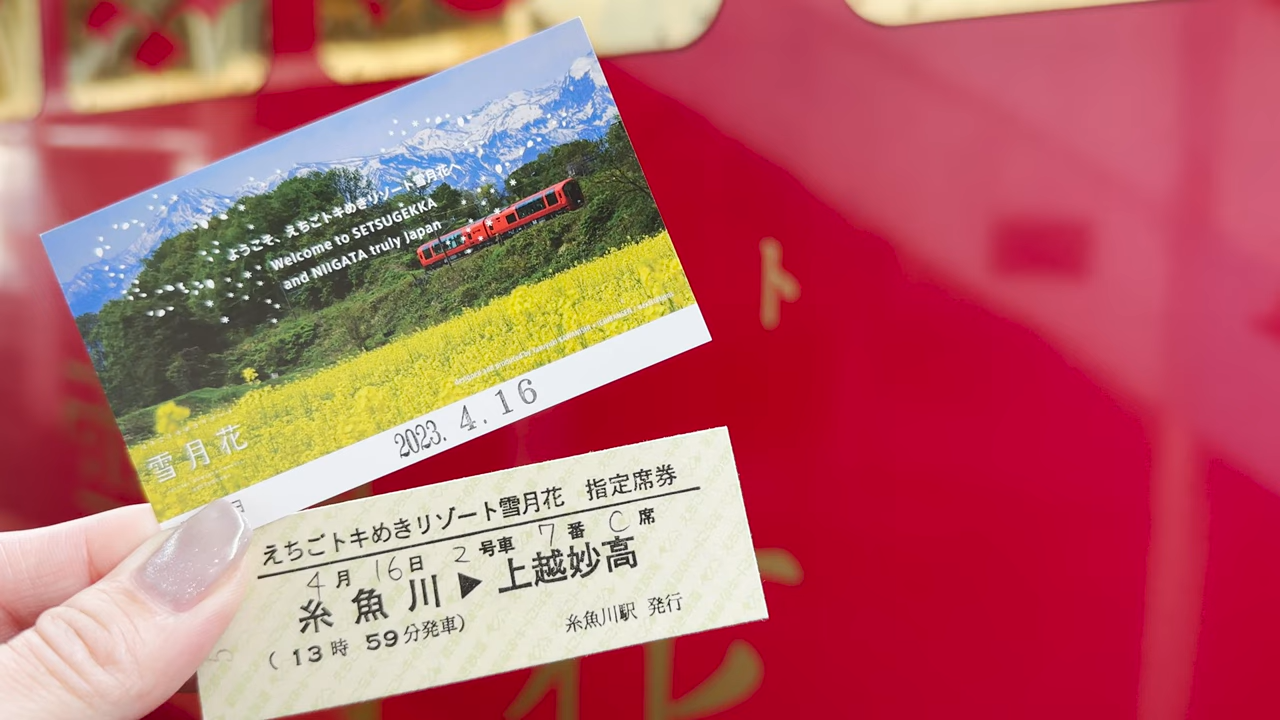 ようこそ、えちごトキめきリゾート雪月花へ
Welcome to SETSUGEKKA
and NIIGATA truly Japan
雪月花
2023. 4. 16
えちごトキめきリゾート雪月花 指定席券
4月 16日 2号車 7番 C席
糸魚川▶上越妙高
(13時 59分発車)
糸魚川駅 発行
ト
花